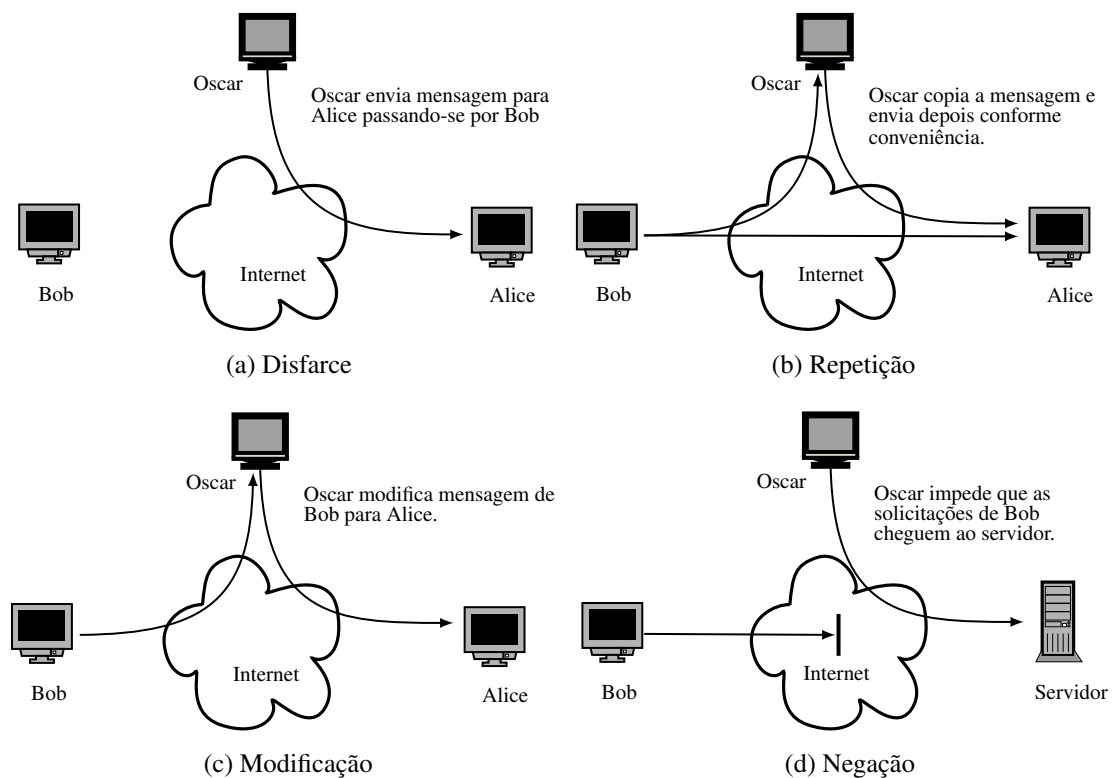 Oscar
Oscar envia mensagem para
Alice passando-se por Bob
Internet
Bob
Alice
(a) Disfarce
Oscar
Oscar copia a mensagem e
envia depois conforme
conveniência.
Internet
Bob
Alice
(b) Repetição
Oscar
Oscar modifica mensagem de
Bob para Alice.
Internet
Bob
Alice
(c) Modificação
Oscar
Oscar impede que as
solicitações de Bob
cheguem ao servidor.
Internet
Bob
Servidor
(d) Negação